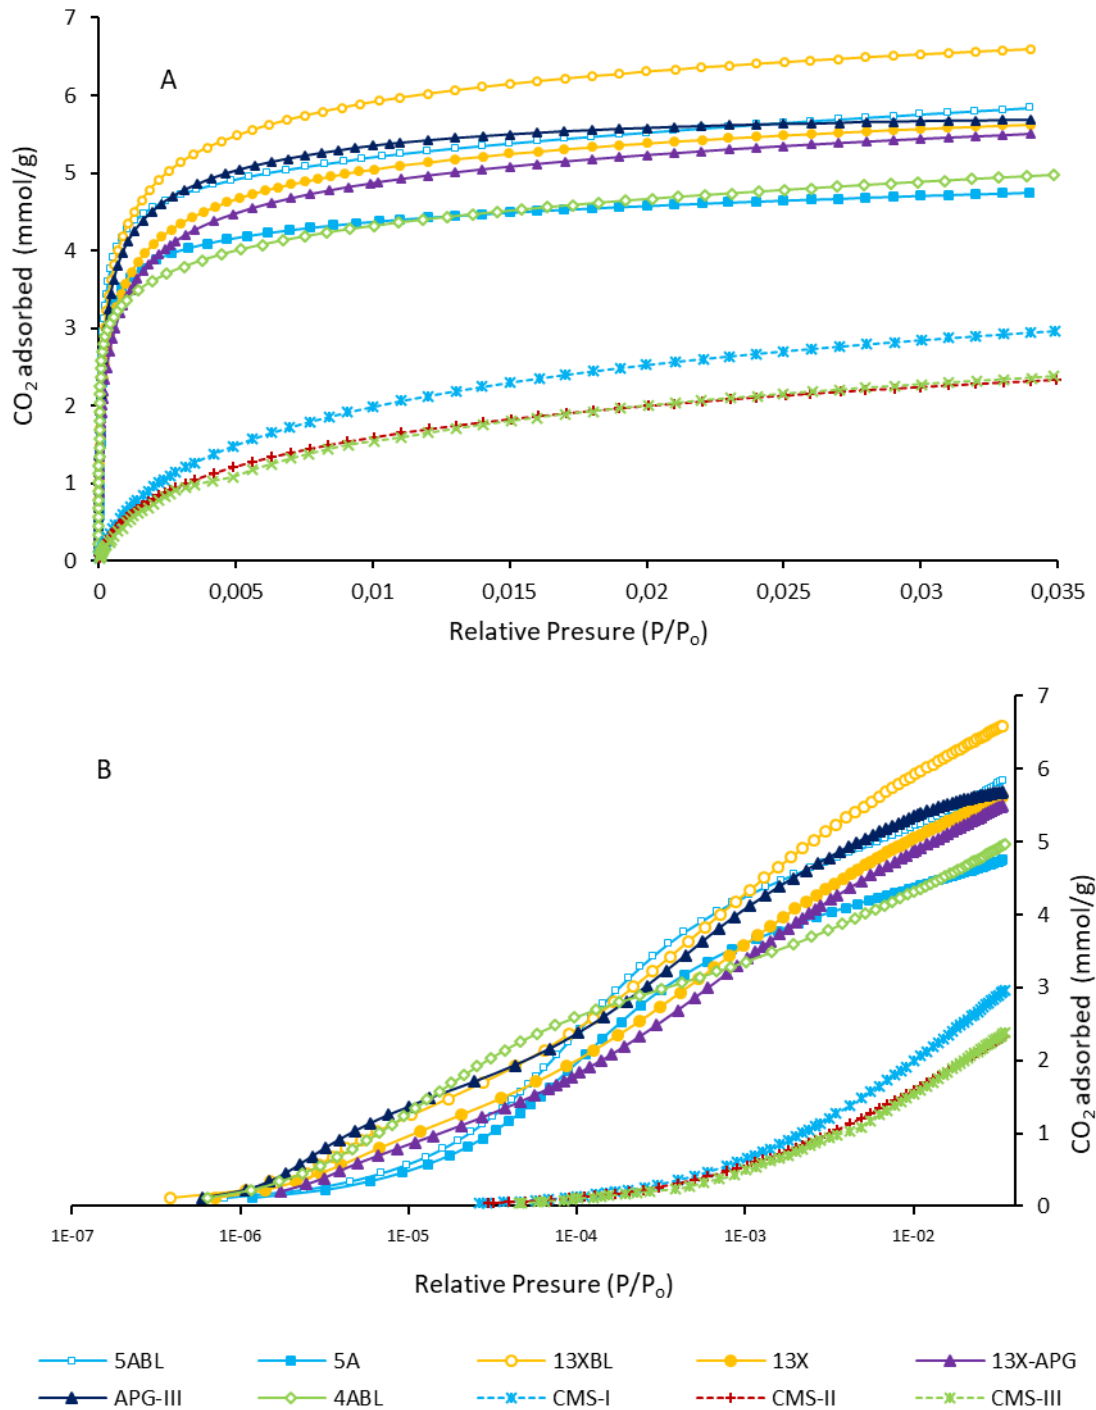 7
6
5
4
3
2
1
0
CO2 adsorbed (mmol/g)
A
0 0,005 0,01 0,015 0,02 0,025 0,03 0,035
Relative Presure (P/Po)
B
7
6
5
4
3
2
1
0
CO2 adsorbed (mmol/g)
1E-07 1E-06 1E-05 1E-04 1E-03 1E-02
Relative Presure (P/Po)
5ABL 5A 13XBL 13X 13X-APG
APG-III 4ABL CMS-I CMS-II CMS-III